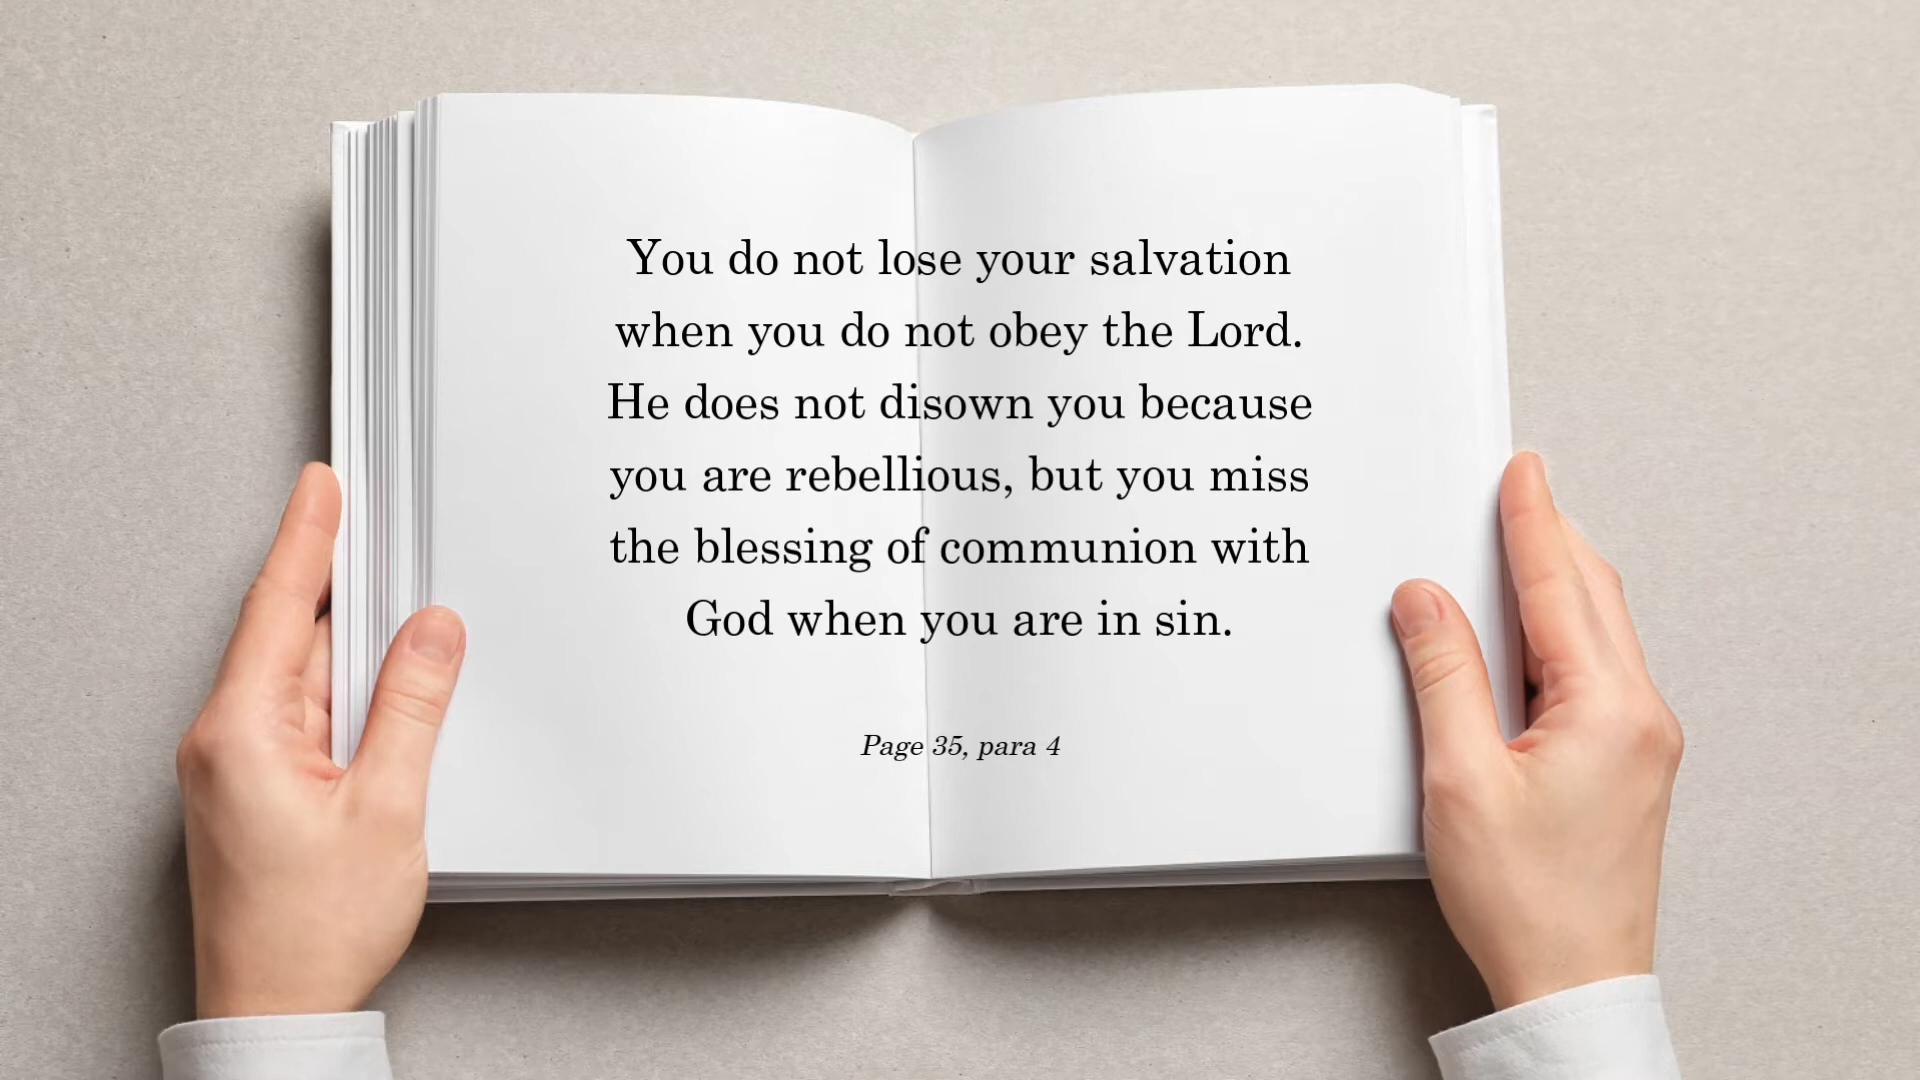 You do not lose your salvation
when you do not obey the Lord.
He does not disown you because
you are rebellious, but you miss
the blessing of communion with
God when you are in sin.
Page 35, para 4